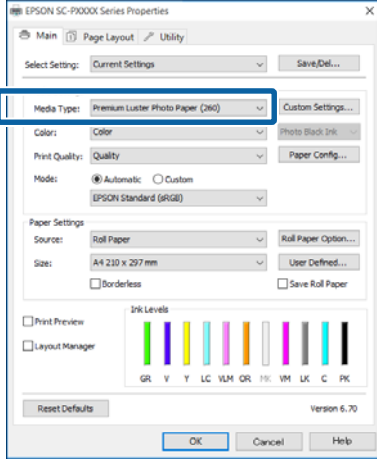 EPSON SC-PXXXX Series Properties
Main Page Layout Utility
Select Setting: Current Settings Save/Del...
Media Type: Premium Luster Photo Paper (260) Custom Settings...
Color: Color Photo Black Ink
Print Quality: Quality Paper Config...
Mode: Automatic Custom
EPSON Standard (sRGB)
Paper Settings
Source: Roll Paper Roll Paper Option...
Size: A4 210 x 297 mm User Defined...
Borderless Save Roll Paper
Ink Levels
Print Preview
Layout Manager
GR V Y LC VLM OR MK VM LK C PK
Reset Defaults Version 6.70
OK Cancel Help